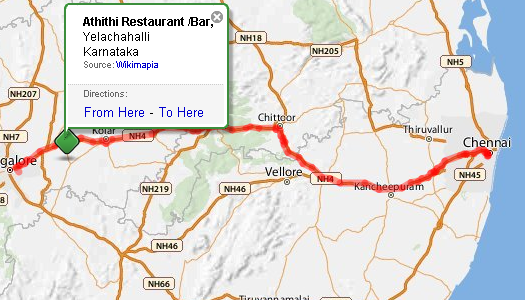 Athithi Restaurant /Bar,
Yelachahalli
Karnataka
Source: Wikimapia
Directions:
From Here - To Here
NH18
NH205
NH5
NH207
NH7
galore
Kolar
NH4
Chittoor
Thiruvallur
Chennai
NH45
Vellore
NH4
Kancheepuram
NH219
NH46
NH46
NH66
Tiruvannamalai